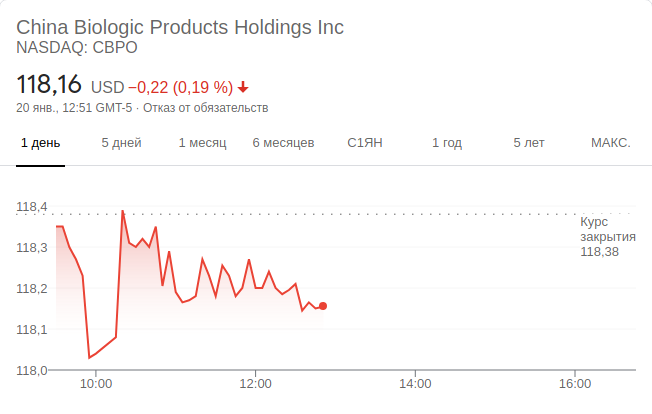 China Biologic Products Holdings Inc
NASDAQ: CBPO
118,16 USD −0,22 (0,19 %)
20 янв., 12:51 GMT-5 · Отказ от обязательств
1 день 5 дней 1 месяц 6 месяцев С1ЯН 1 год 5 лет МАКС.
118,4
Курс
закрытия
118,38
118,3
118,2
118,1
118,0
10:00 12:00 14:00 16:00